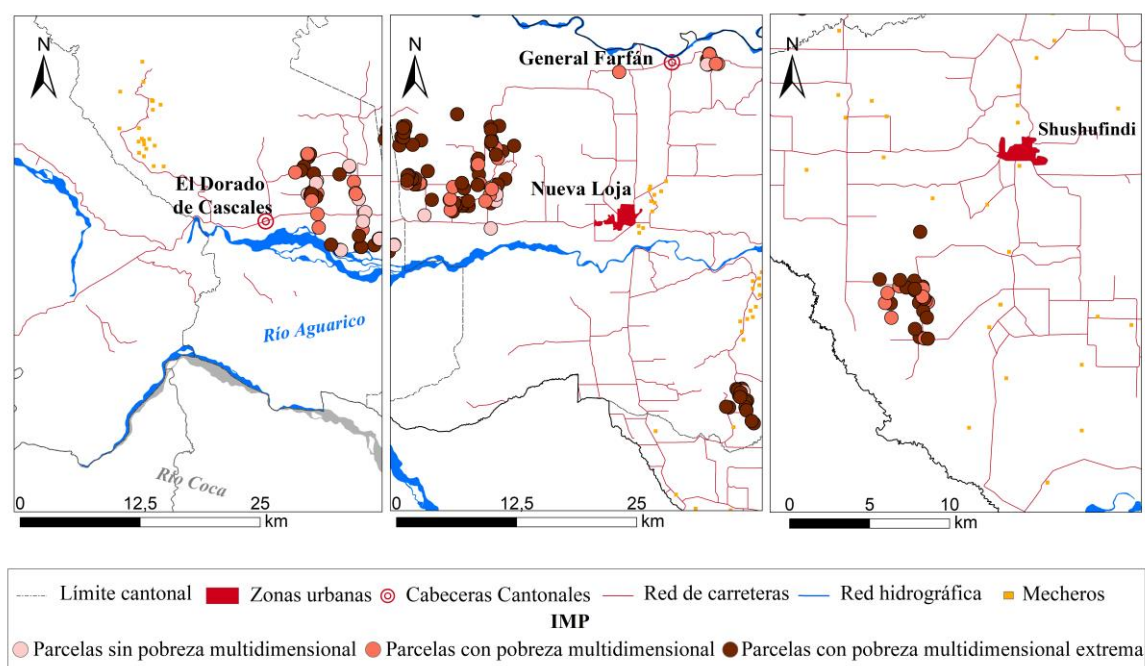 N
N
N
General Farfán
Shushufindi
El Dorado
de Cascales
Nueva Loja
Río Aguarico
Río Coca
0 12,5 25 km
0 12,5 25 km
0 5 10 km
Límite cantonal Zonas urbanas Cabeceras Cantonales Red de carreteras Red hidrográfica Mecheros
IMP
Parcelas sin pobreza multidimensional Parcelas con pobreza multidimensional Parcelas con pobreza multidimensional extrema